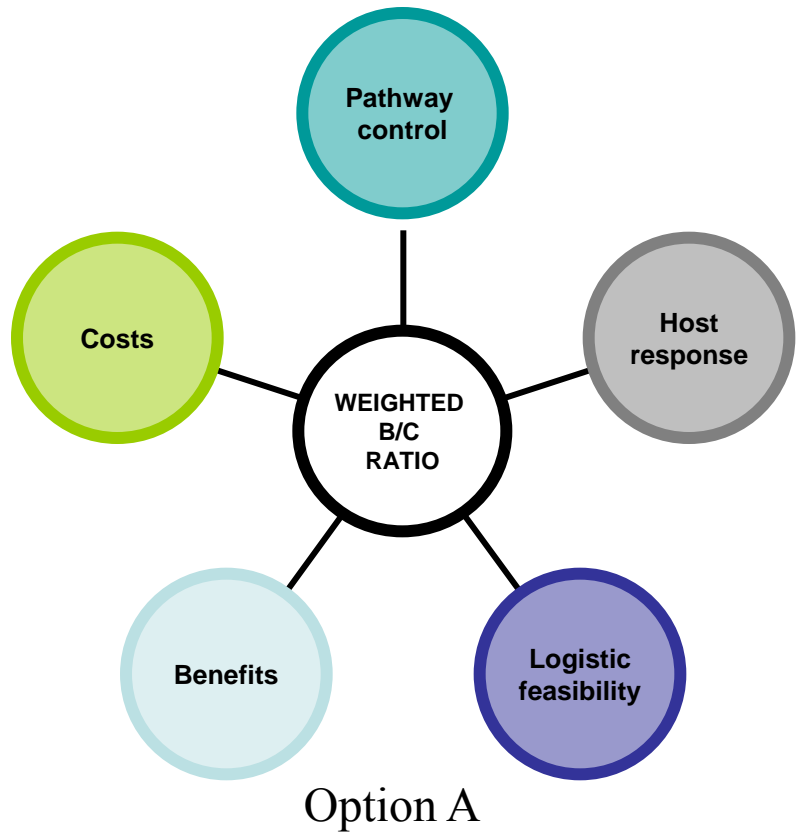 Pathway
control
Costs
Host
response
WEIGHTED
B/C
RATIO
Benefits
Logistic
feasibility
Option A